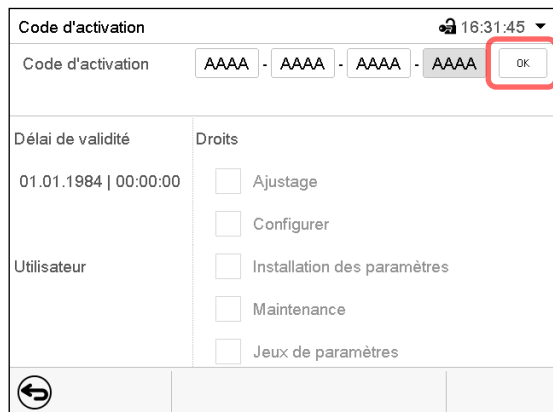 Code d'activation 16:31:45
Code d'activation AAAA - AAAA - AAAA - AAAA OK
Délai de validité Droits
01.01.1984 | 00:00:00 Ajustage
Configurer
Utilisateur Installation des paramètres
Maintenance
Jeux de paramètres